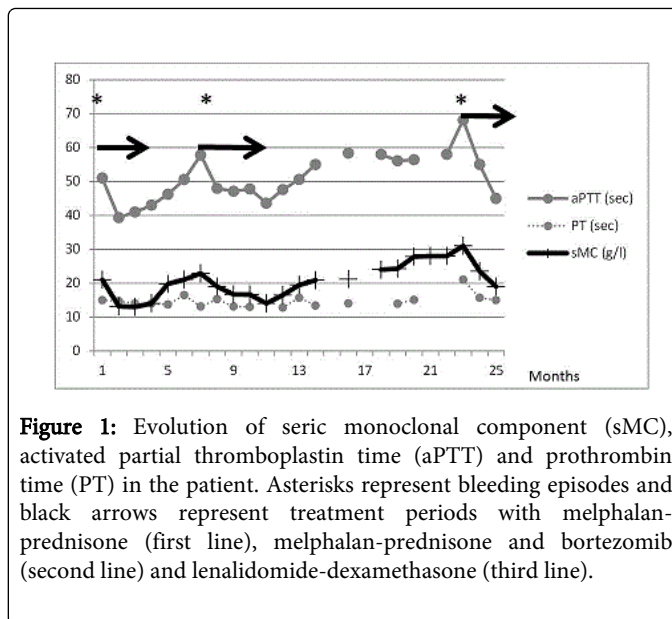 80
70
60
50
40
30
20
10
0
* * *
1 5 9 13 17 21 25
Months
aPTT (sec)
PT (sec)
sMC (g/l)
Figure 1: Evolution of seric monoclonal component (sMC),
activated partial thromboplastin time (aPTT) and prothrombin
time (PT) in the patient. Asterisks represent bleeding episodes and
black arrows represent treatment periods with melphalan-
prednisone (first line), melphalan-prednisone and bortezomib
(second line) and lenalidomide-dexamethasone (third line).